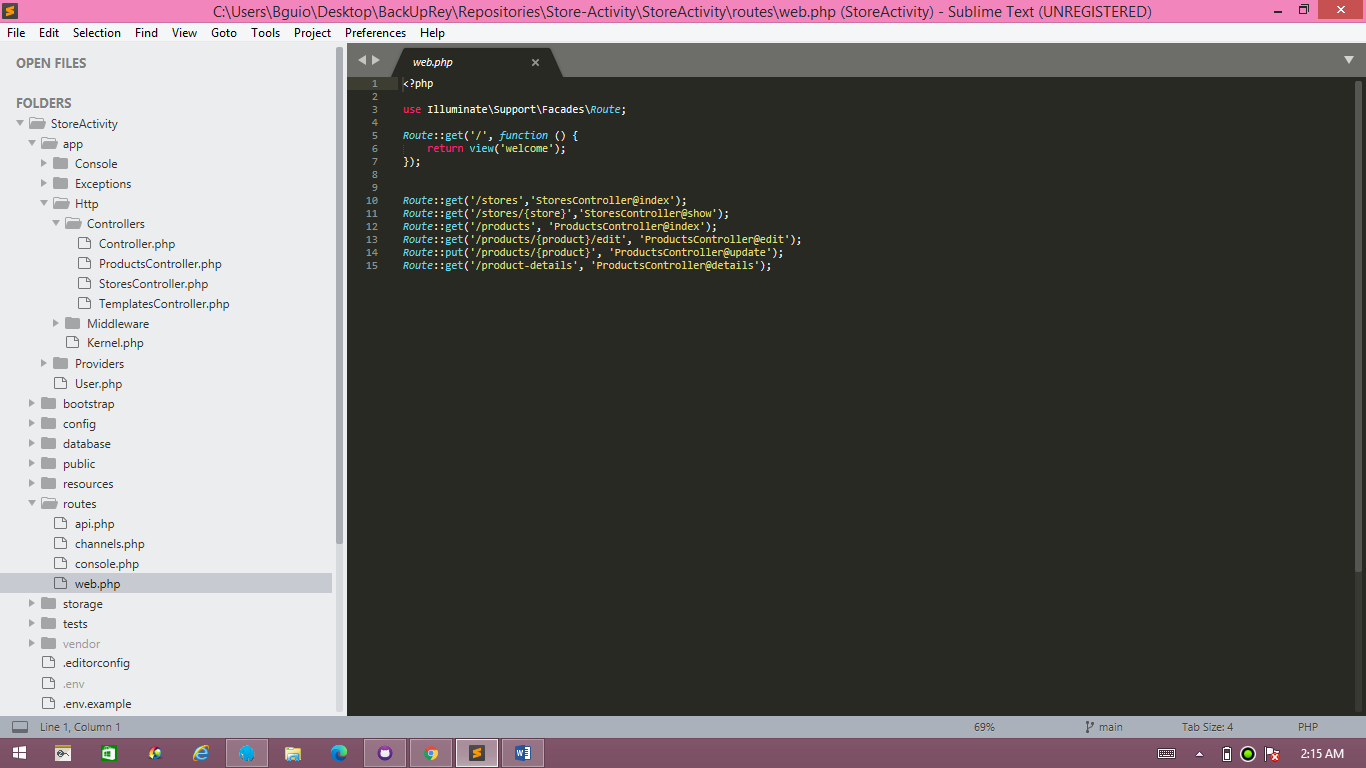 C:\Users\Bguio\Desktop\BackUpRey\Repositories\Store-Activity\StoreActivity\routes\web.php (StoreActivity) - Sublime Text (UNREGISTERED)
File Edit Selection Find View Goto Tools Project Preferences Help
OPEN FILES
FOLDERS
StoreActivity
app
Console
Exceptions
Http
Controllers
Controller.php
ProductsController.php
StoresController.php
TemplatesController.php
Middleware
Kernel.php
Providers
User.php
bootstrap
config
database
public
resources
routes
api.php
channels.php
console.php
web.php
storage
tests
vendor
.editorconfig
.env
.env.example
web.php
1 <?php
2
3 use Illuminate\Support\Facades\Route;
4
5 Route::get('/', function () {
6     return view('welcome');
7 });
8
9
10 Route::get('/stores','StoresController@index');
11 Route::get('/stores/{store}','StoresController@show');
12 Route::get('/products', 'ProductsController@index');
13 Route::get('/products/{product}/edit', 'ProductsController@edit');
14 Route::put('/products/{product}', 'ProductsController@update');
15 Route::get('/product-details', 'ProductsController@details');
Line 1, Column 1 69% main Tab Size: 4 PHP
2:15 AM